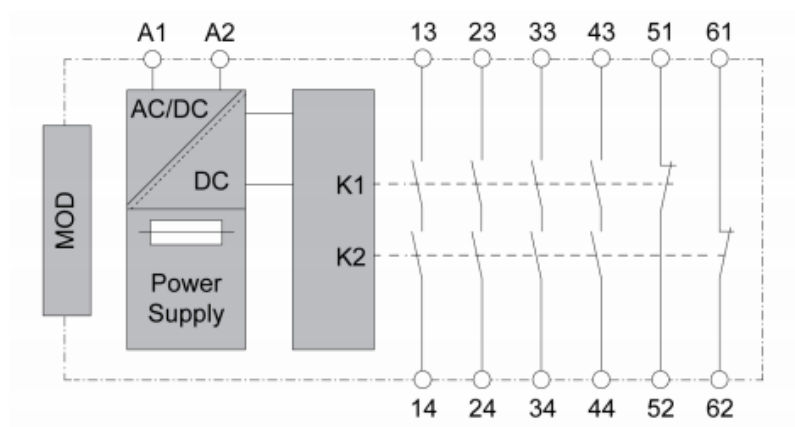 A1 A2 13 23 33 43 51 61
AC/DC
DC
K1
MOD
K2
Power
Supply
14 24 34 44 52 62